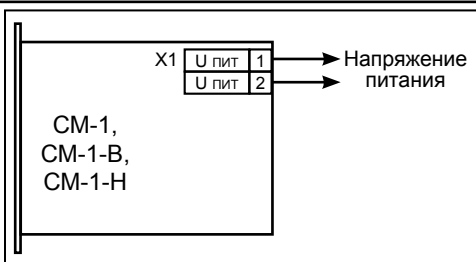 X1 U пит 1 Напряжение
U пит 2 питания
СМ-1,
СМ-1-В,
СМ-1-Н